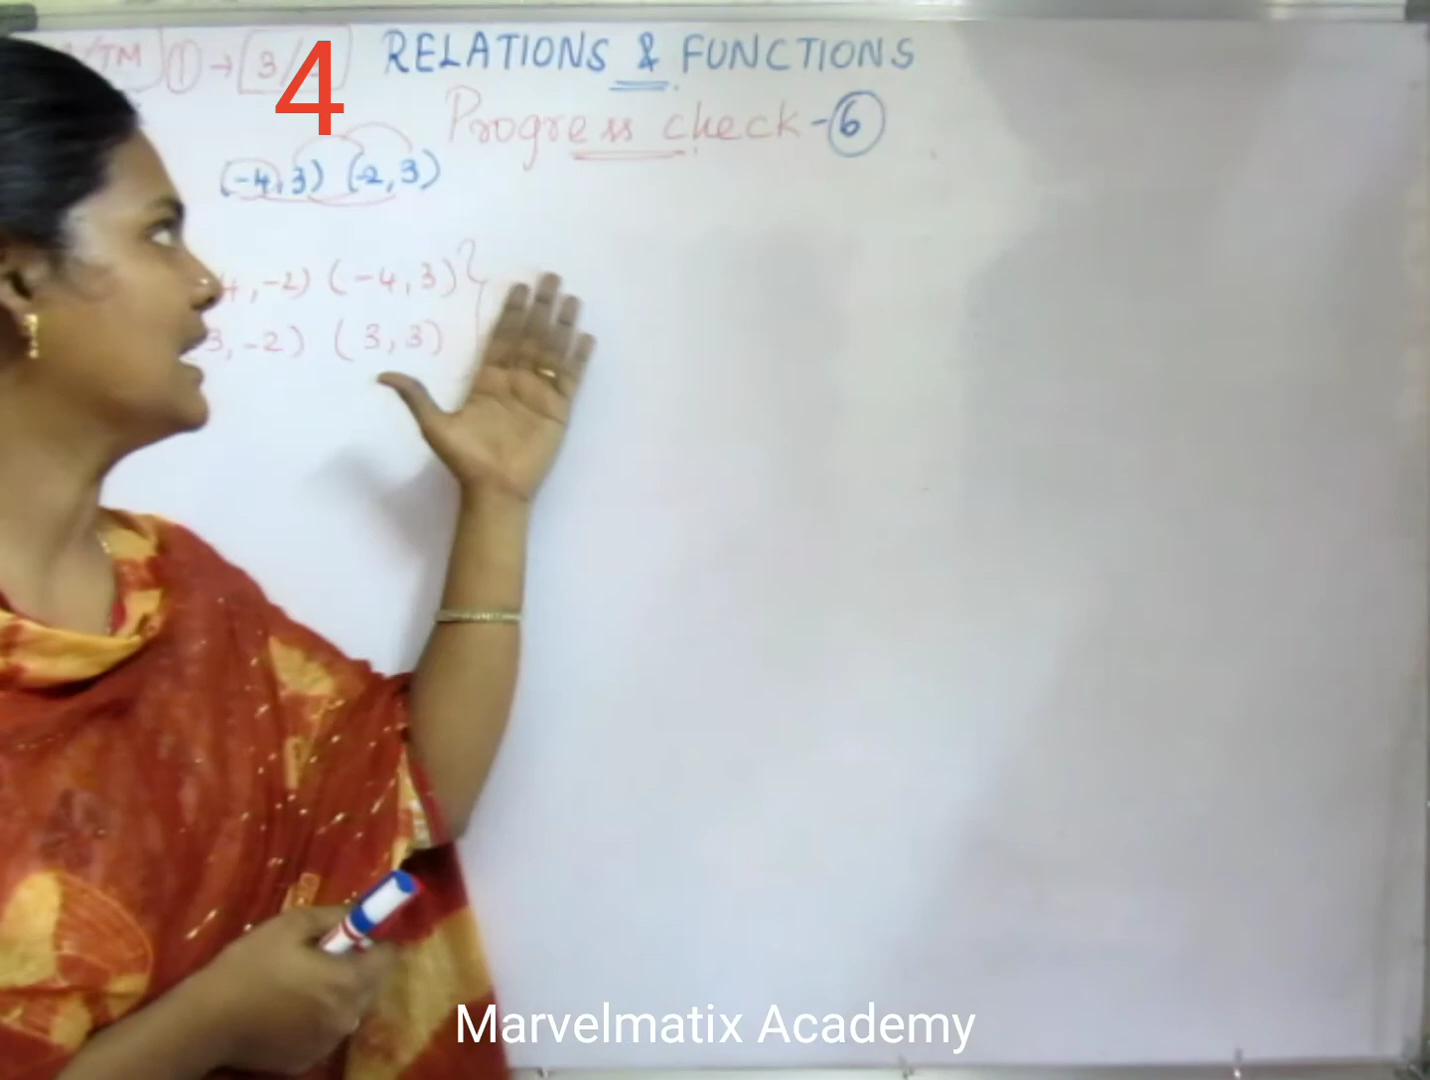 /TM ① → 3/
4
RELATIONS & FUNCTIONS
Progress check - ⑥
(-4, 3) (-2, 3)
4, -2) (-4, 3) }
3, -2) (3, 3)
Marvelmatix Academy